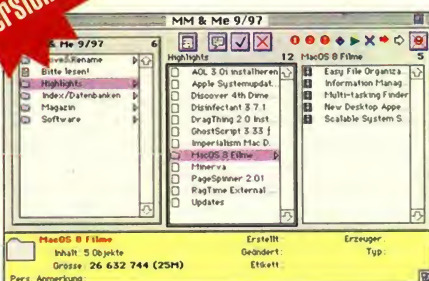 MM & Me 9/97
& Me 9/97 6
Rename
Bitte lesen!
Highlights
Index/Datenbanken
Magazin
Software
Highlights 12
AOL 3.0i installieren
Apple Systemupdat..
Discover 4th Dime..
Disinfectant 3.7.1
DragThing 2.0 Inst..
GhostScript 3.33 ƒ
Imperialism Mac D..
MacOS 8 Filme
Minerva
PageSpinner 2.01
RagTime External ...
Updates
MacOS 8 Filme 5
Easy File Organiza..
Information Manag..
Multi-tasking Finder
New Desktop Appe..
Scalable System S..
MacOS 8 Filme
Inhalt: 5 Objekte
Grösse: 26 632 744 (25M)
Pers. Anmerkung:
Erstellt:
Geändert:
Etikett:
Erzeuger:
Typ: